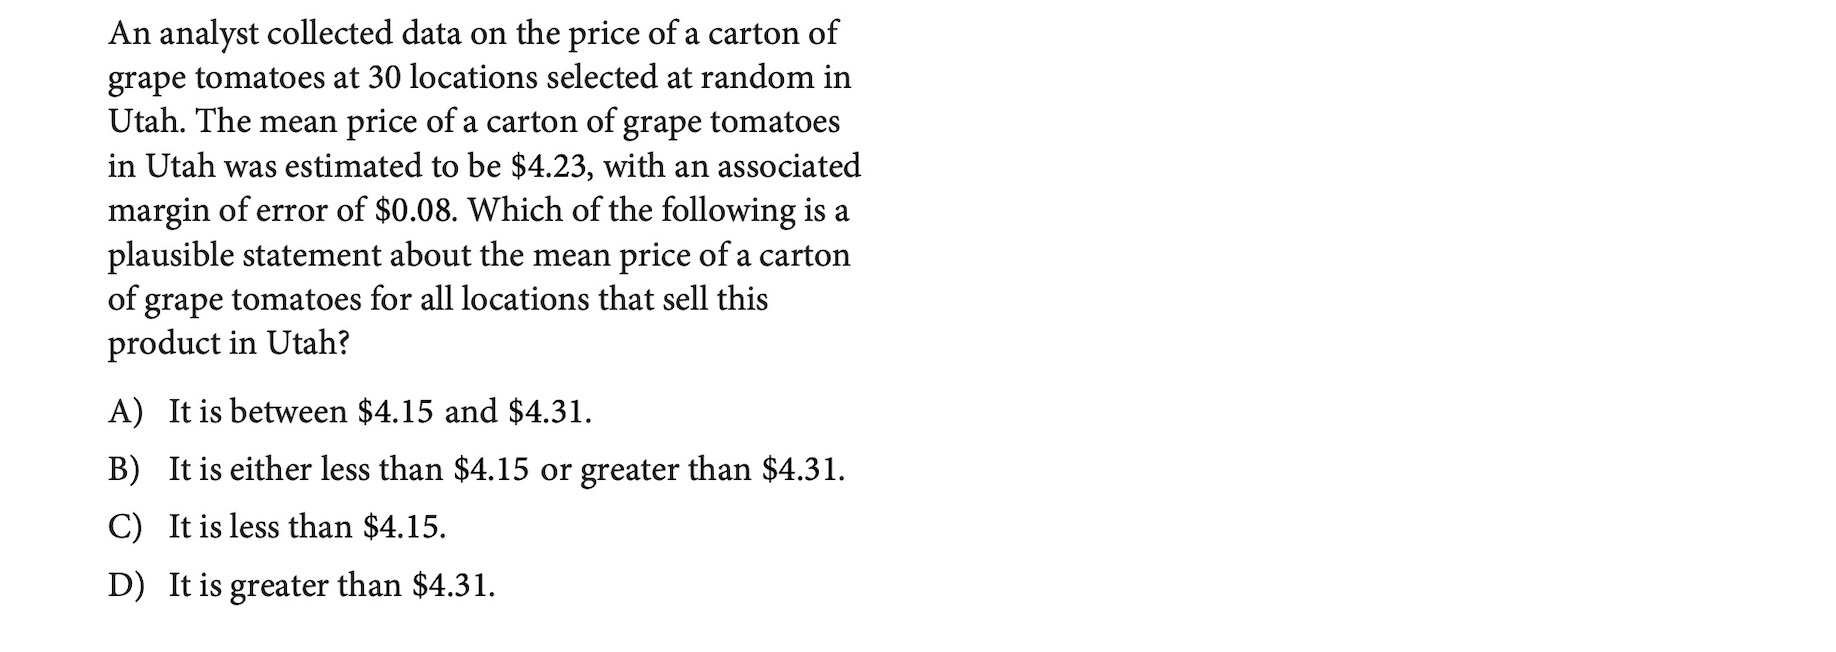 An analyst collected data on the price of a carton of
grape tomatoes at 30 locations selected at random in
Utah. The mean price of a carton of grape tomatoes
in Utah was estimated to be $4.23, with an associated
margin of error of $0.08. Which of the following is a
plausible statement about the mean price of a carton
of grape tomatoes for all locations that sell this
product in Utah?
A) It is between $4.15 and $4.31.
B) It is either less than $4.15 or greater than $4.31.
C) It is less than $4.15.
D) It is greater than $4.31.